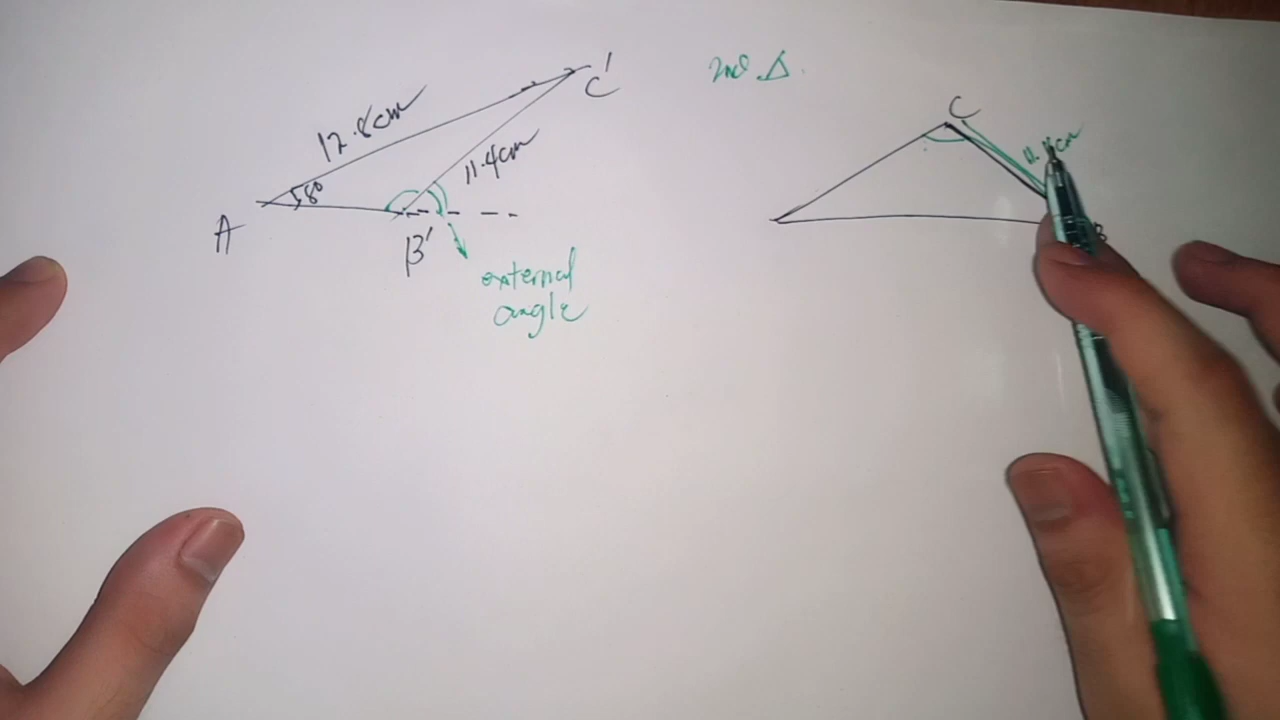 2nd Δ.
C'
12.8cm
C
11.4cm
58°
A
B'
B
external
angle